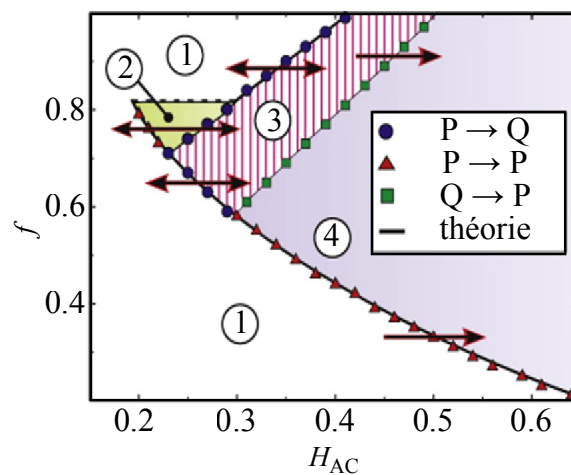 1
2
0.8
3
P → Q
P → P
Q → P
théorie
f
0.6
4
0.4
1
0.2
0.3
0.4
0.5
0.6
H_AC